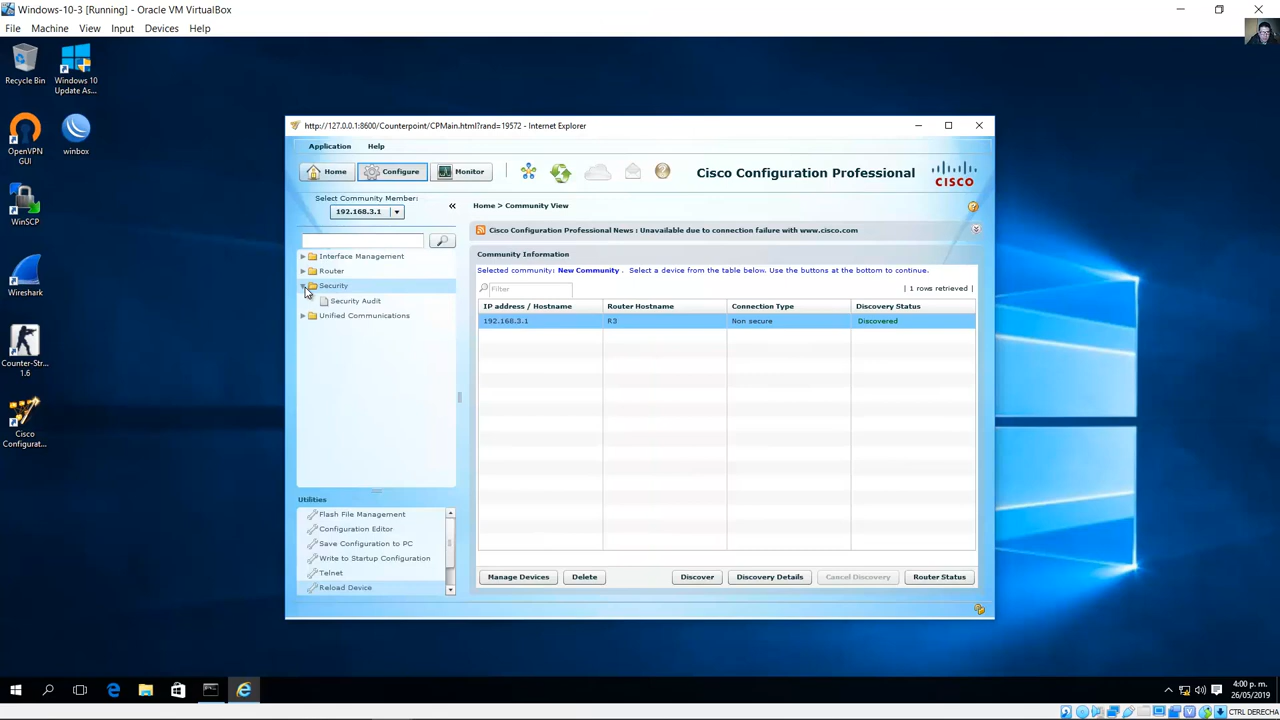 Windows-10-3 [Running] - Oracle VM VirtualBox
File Machine View Input Devices Help
Recycle Bin
Windows 10
Update As...
OpenVPN
GUI
winbox
WinSCP
Wireshark
Counter-Str...
1.6
Cisco
Configurat...
http://127.0.0.1:8600/Counterpoint/CPMain.html?rand=19572 - Internet Explorer
Application Help
Home Configure Monitor
Cisco Configuration Professional
CISCO
Select Community Member:
192.168.3.1
Home > Community View
Cisco Configuration Professional News : Unavailable due to connection failure with www.cisco.com
Interface Management
Router
Security
Security Audit
Unified Communications
Community Information
Selected community: New Community . Select a device from the table below. Use the buttons at the bottom to continue.
Filter
| 1 rows retrieved |
IP address / Hostname Router Hostname Connection Type Discovery Status
192.168.3.1 R3 Non secure Discovered
Utilities
Flash File Management
Configuration Editor
Save Configuration to PC
Write to Startup Configuration
Telnet
Reload Device
Manage Devices Delete Discover Discovery Details Cancel Discovery Router Status
4:00 p. m.
26/05/2019
CTRL DERECHA